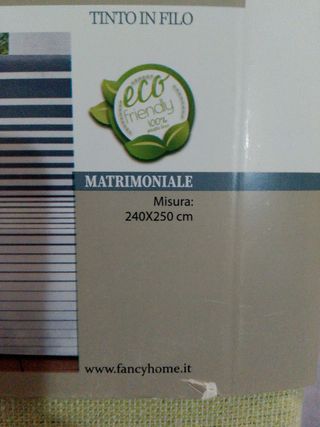 TINTO IN FILO
eco
friendly
100%
MATRIMONIALE
Misura:
240X250 cm
www.fancyhome.it